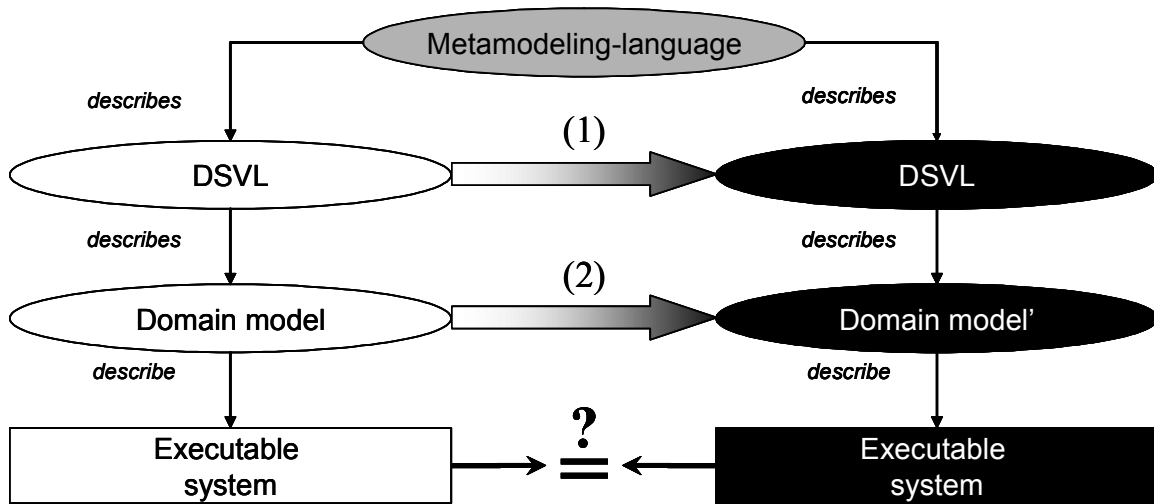 Metamodeling-language
describes
describes
(1)
DSVL
DSVL
describes
describes
(2)
Domain model
Domain model’
describe
describe
?
=
Executable
system
Executable
system